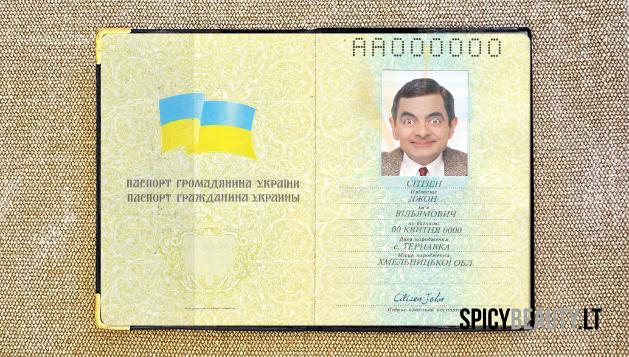 АА000000
ПАСПОРТ ГРОМАДЯНИНА УКРАЇНИ
ПАСПОРТ ГРАЖДАНИНА УКРАИНЫ
СІТІЗЕН
Прізвище
ДЖОН
Ім'я
ВІЛЬЯМОВИЧ
по батькові
00 КВІТНЯ 0000
Дата народження
с. ТЕРНАВКА
Місце народження
ХМЕЛЬНИЦЬКОЇ ОБЛ.
Citizen John
Підпис власника паспорта
SPICYBEAUTY.LT